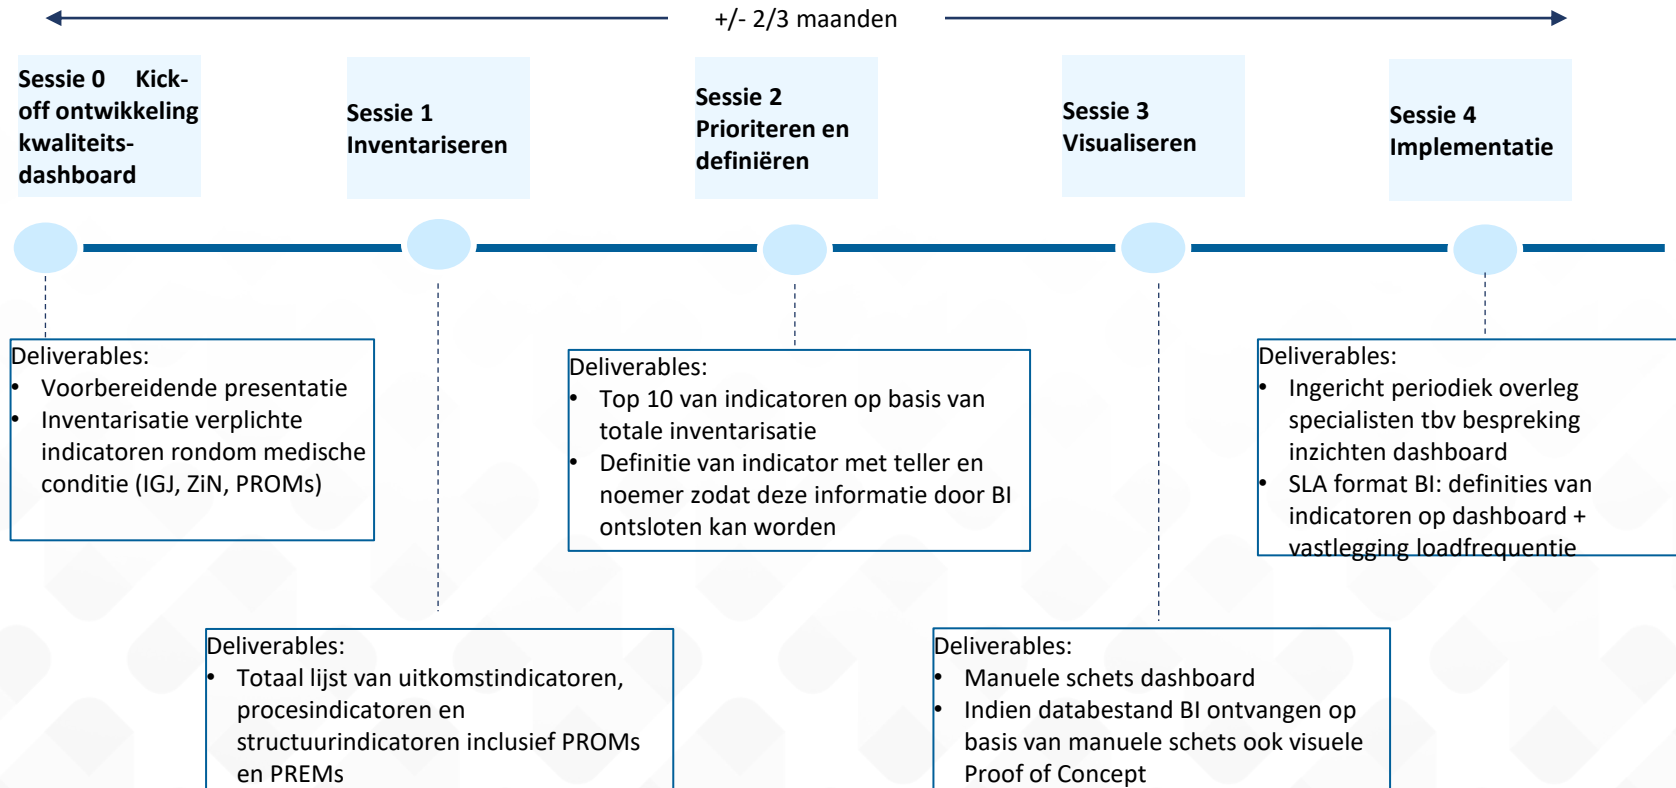 +/- 2/3 maanden
Sessie 0 Kick-
off ontwikkeling
kwaliteits-
dashboard
Sessie 1
Inventariseren
Sessie 2
Prioriteren en
definiëren
Sessie 3
Visualiseren
Sessie 4
Implementatie
Deliverables:
• Voorbereidende presentatie
• Inventarisatie verplichte
indicatoren rondom medische
conditie (IGJ, ZiN, PROMs)
Deliverables:
• Totaal lijst van uitkomstindicatoren,
procesindicatoren en
structuurindicatoren inclusief PROMs
en PREMs
Deliverables:
• Top 10 van indicatoren op basis van
totale inventarisatie
• Definitie van indicator met teller en
noemer zodat deze informatie door BI
ontsloten kan worden
Deliverables:
• Manuele schets dashboard
• Indien databestand BI ontvangen op
basis van manuele schets ook visuele
Proof of Concept
Deliverables:
• Ingericht periodiek overleg
specialisten tbv bespreking
inzichten dashboard
• SLA format BI: definities van
indicatoren op dashboard +
vastlegging loadfrequentie